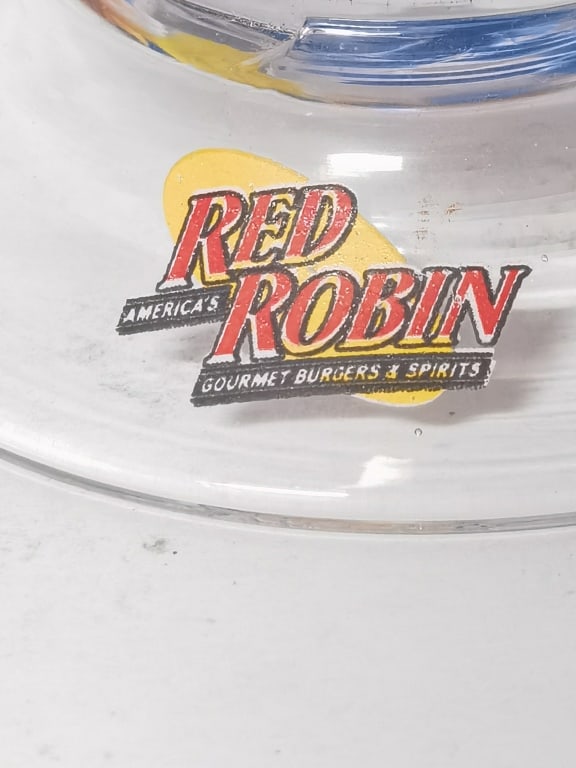 RED
ROBIN
AMERICA'S
GOURMET BURGERS & SPIRITS